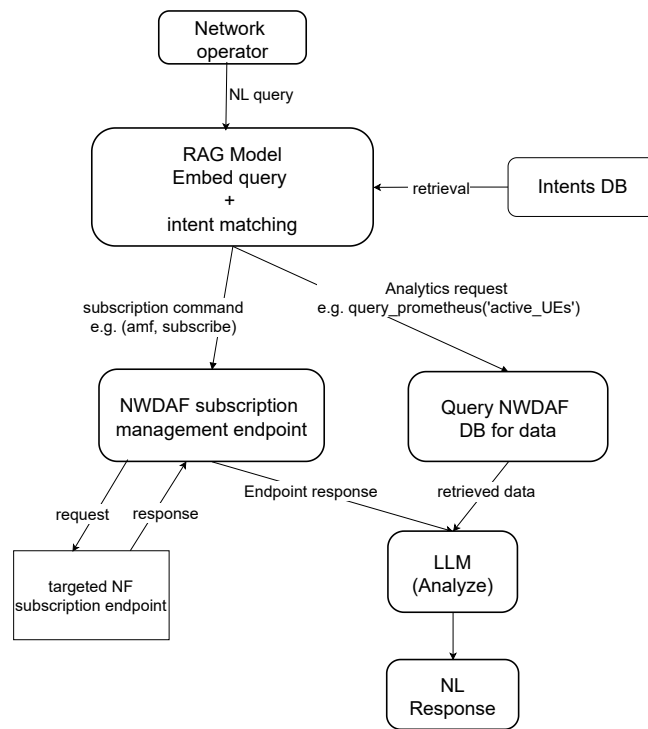 Network
operator
NL query
RAG Model
Embed query
+
intent matching
retrieval
Intents DB
subscription command
e.g. (amf, subscribe)
Analytics request
e.g. query_prometheus('active_UEs')
NWDAF subscription
management endpoint
Query NWDAF
DB for data
request
response
Endpoint response
retrieved data
targeted NF
subscription endpoint
LLM
(Analyze)
NL
Response